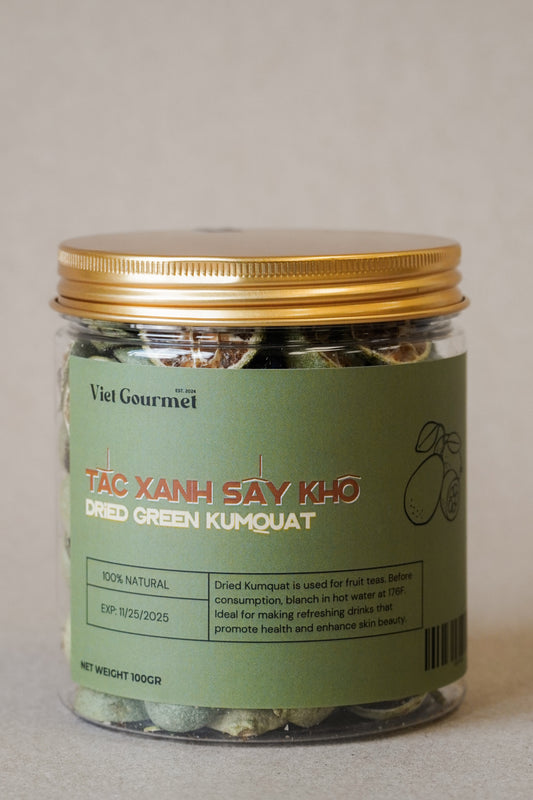 EST. 2024
Viet Gourmet
TẮC XANH SẤY KHÔ
DRIED GREEN KUMQUAT
100% NATURAL
EXP: 11/25/2025
Dried Kumquat is used for fruit teas. Before
consumption, blanch in hot water at 176F.
Ideal for making refreshing drinks that
promote health and enhance skin beauty.
NET WEIGHT 100GR